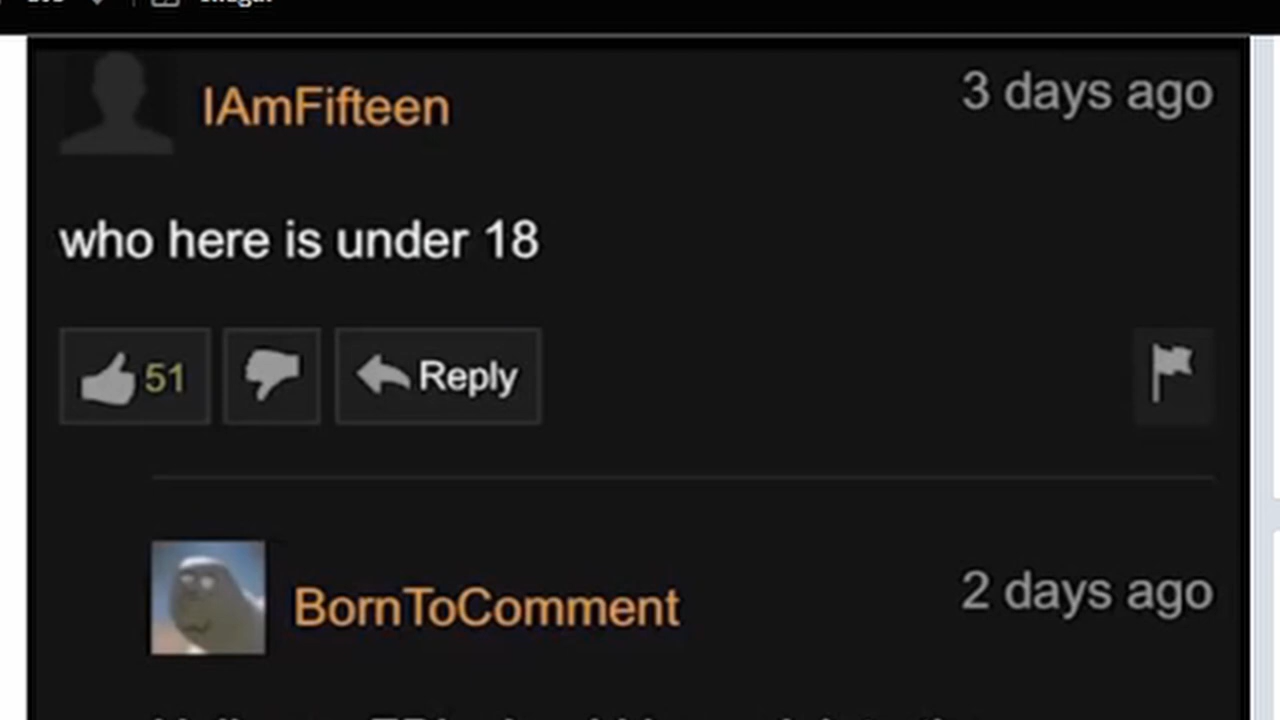 IAmFifteen
3 days ago
who here is under 18
51
Reply
BornToComment
2 days ago